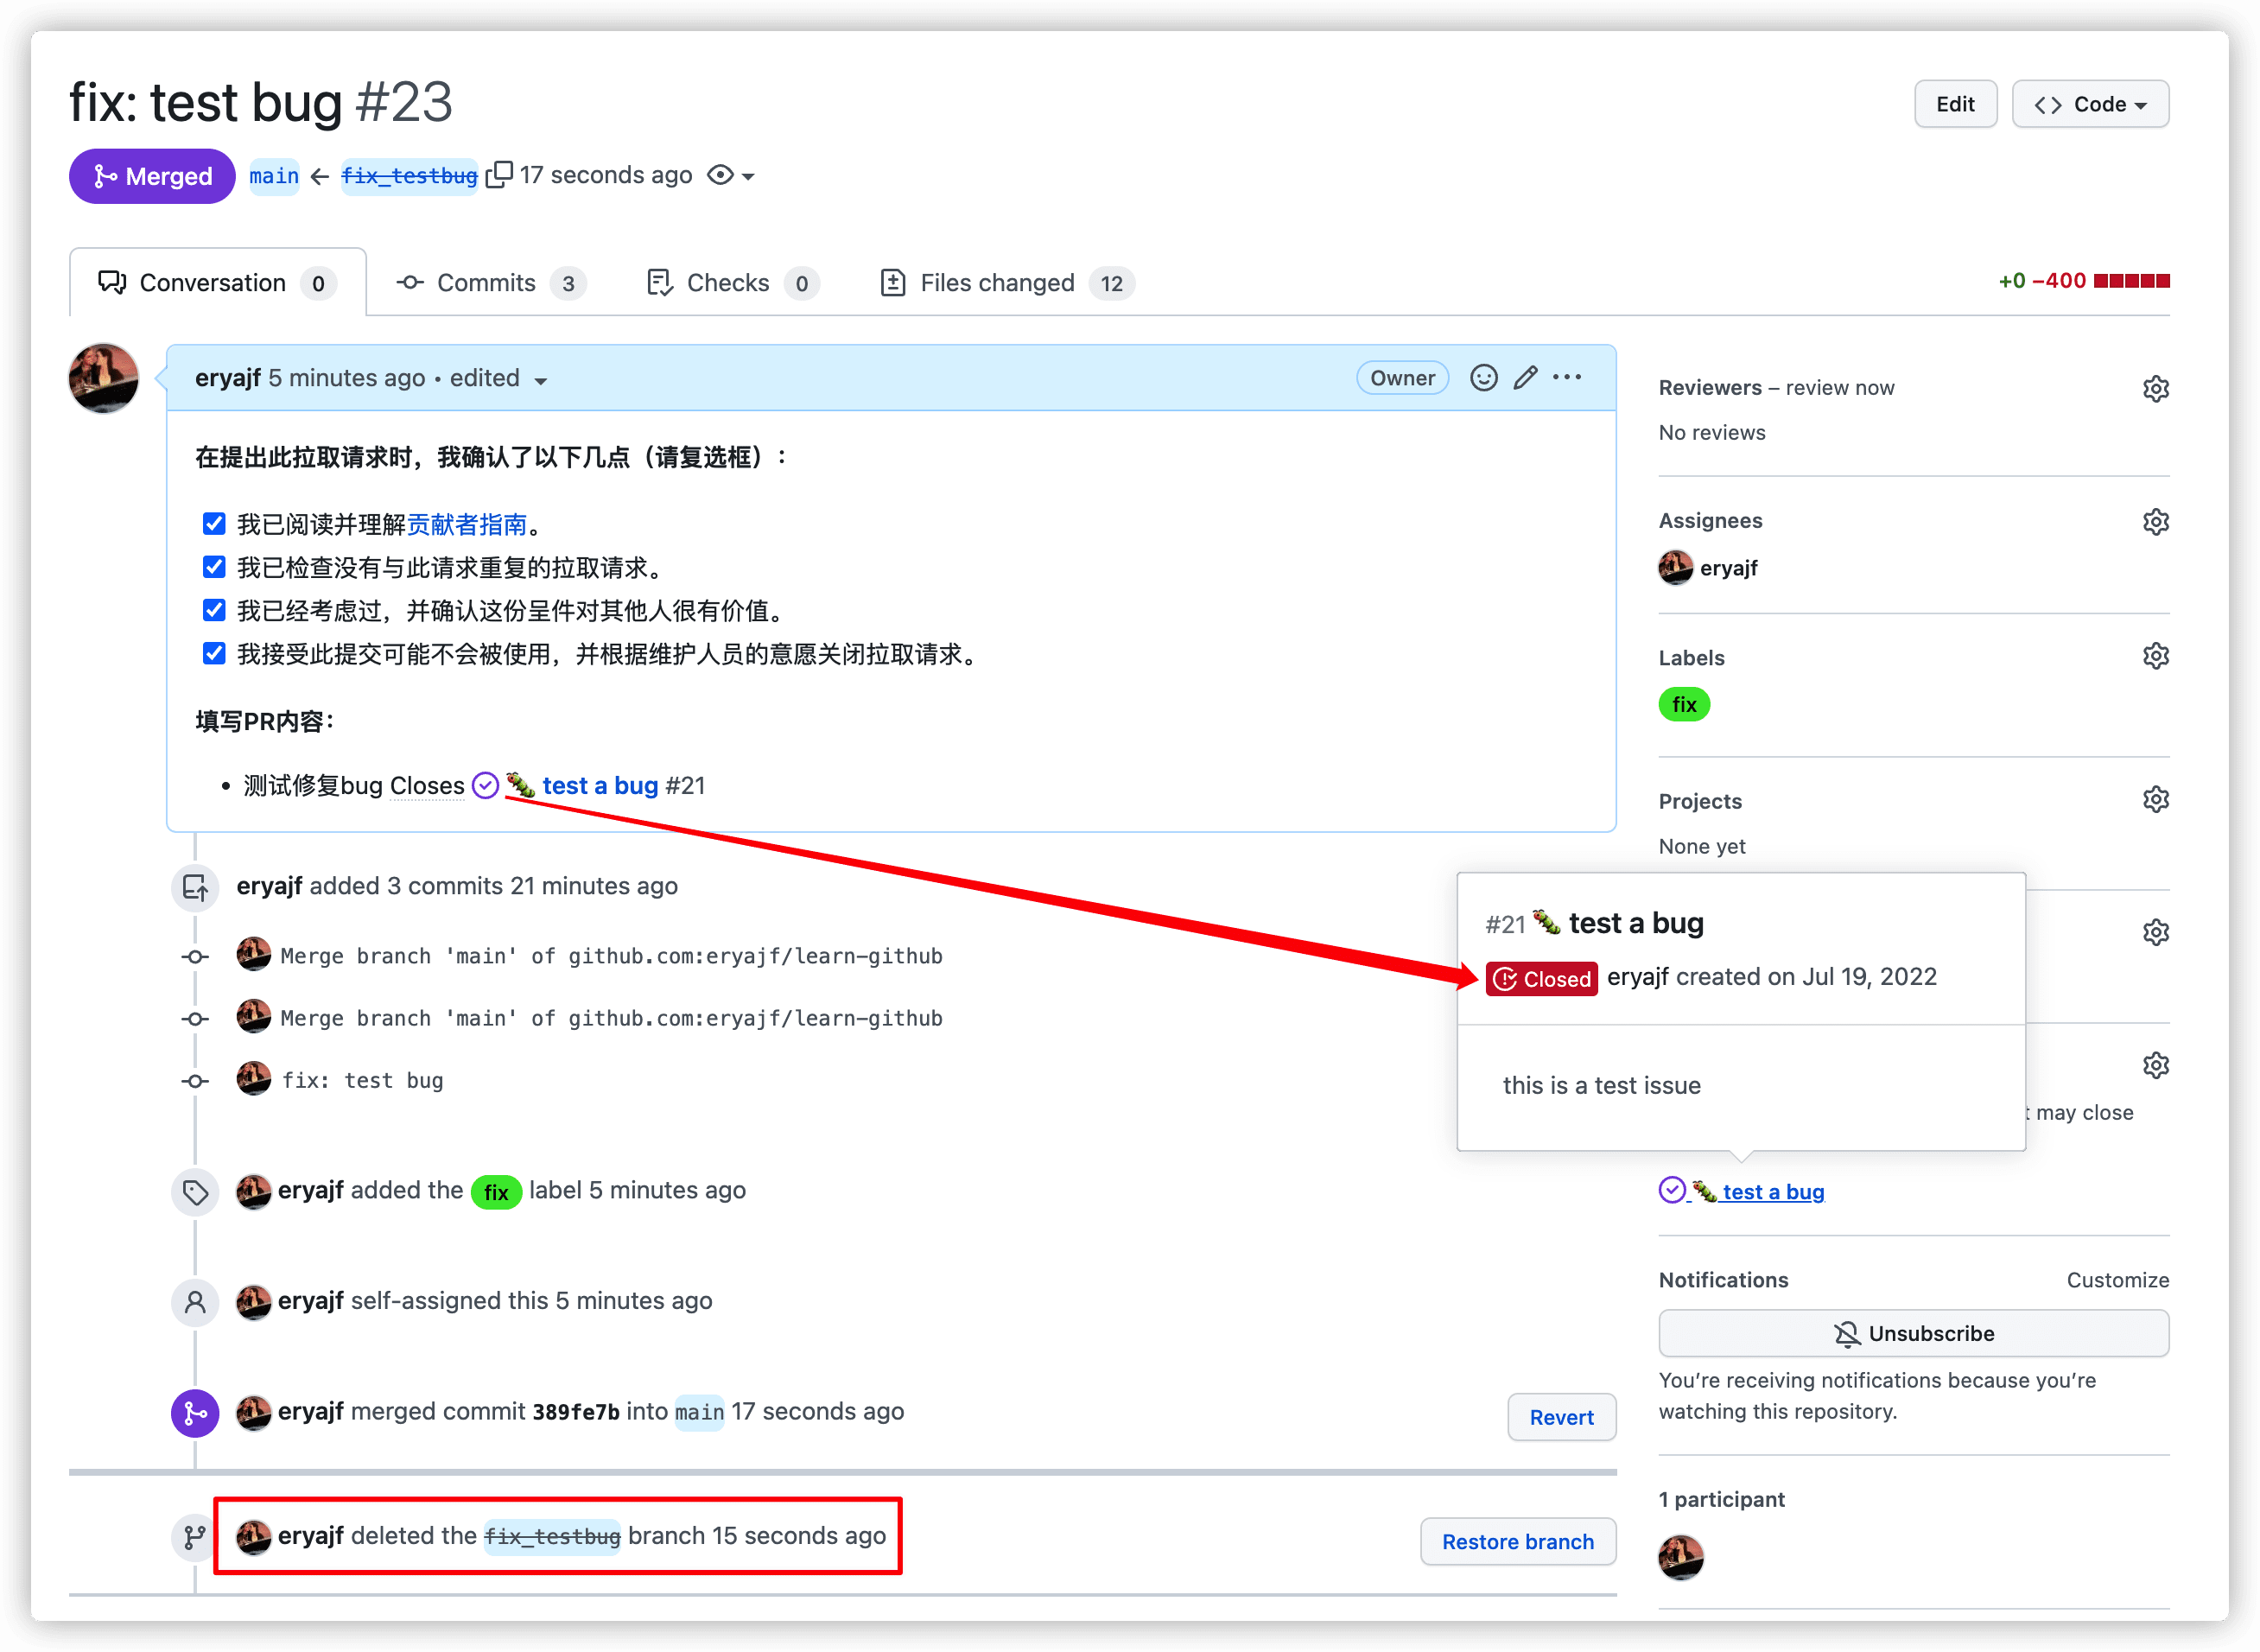 fix: test bug #23
Edit
Code
Merged
main ← fix_testbug 17 seconds ago
Conversation 0
Commits 3
Checks 0
Files changed 12
+0 −400
eryajf 5 minutes ago • edited
Owner
在提出此拉取请求时，我确认了以下几点（请复选框）：
我已阅读并理解贡献者指南。
我已检查没有与此请求重复的拉取请求。
我已经考虑过，并确认这份呈件对其他人很有价值。
我接受此提交可能不会被使用，并根据维护人员的意愿关闭拉取请求。
填写PR内容：
• 测试修复bug Closes 🐛 test a bug #21
eryajf added 3 commits 21 minutes ago
Merge branch 'main' of github.com:eryajf/learn-github
Merge branch 'main' of github.com:eryajf/learn-github
fix: test bug
eryajf added the fix label 5 minutes ago
eryajf self-assigned this 5 minutes ago
eryajf merged commit 389fe7b into main 17 seconds ago
Revert
eryajf deleted the fix_testbug branch 15 seconds ago
Restore branch
Reviewers – review now
No reviews
Assignees
eryajf
Labels
fix
Projects
None yet
#21 🐛 test a bug
Closed eryajf created on Jul 19, 2022
this is a test issue
t may close
🐛 test a bug
Notifications
Customize
Unsubscribe
You’re receiving notifications because you’re
watching this repository.
1 participant